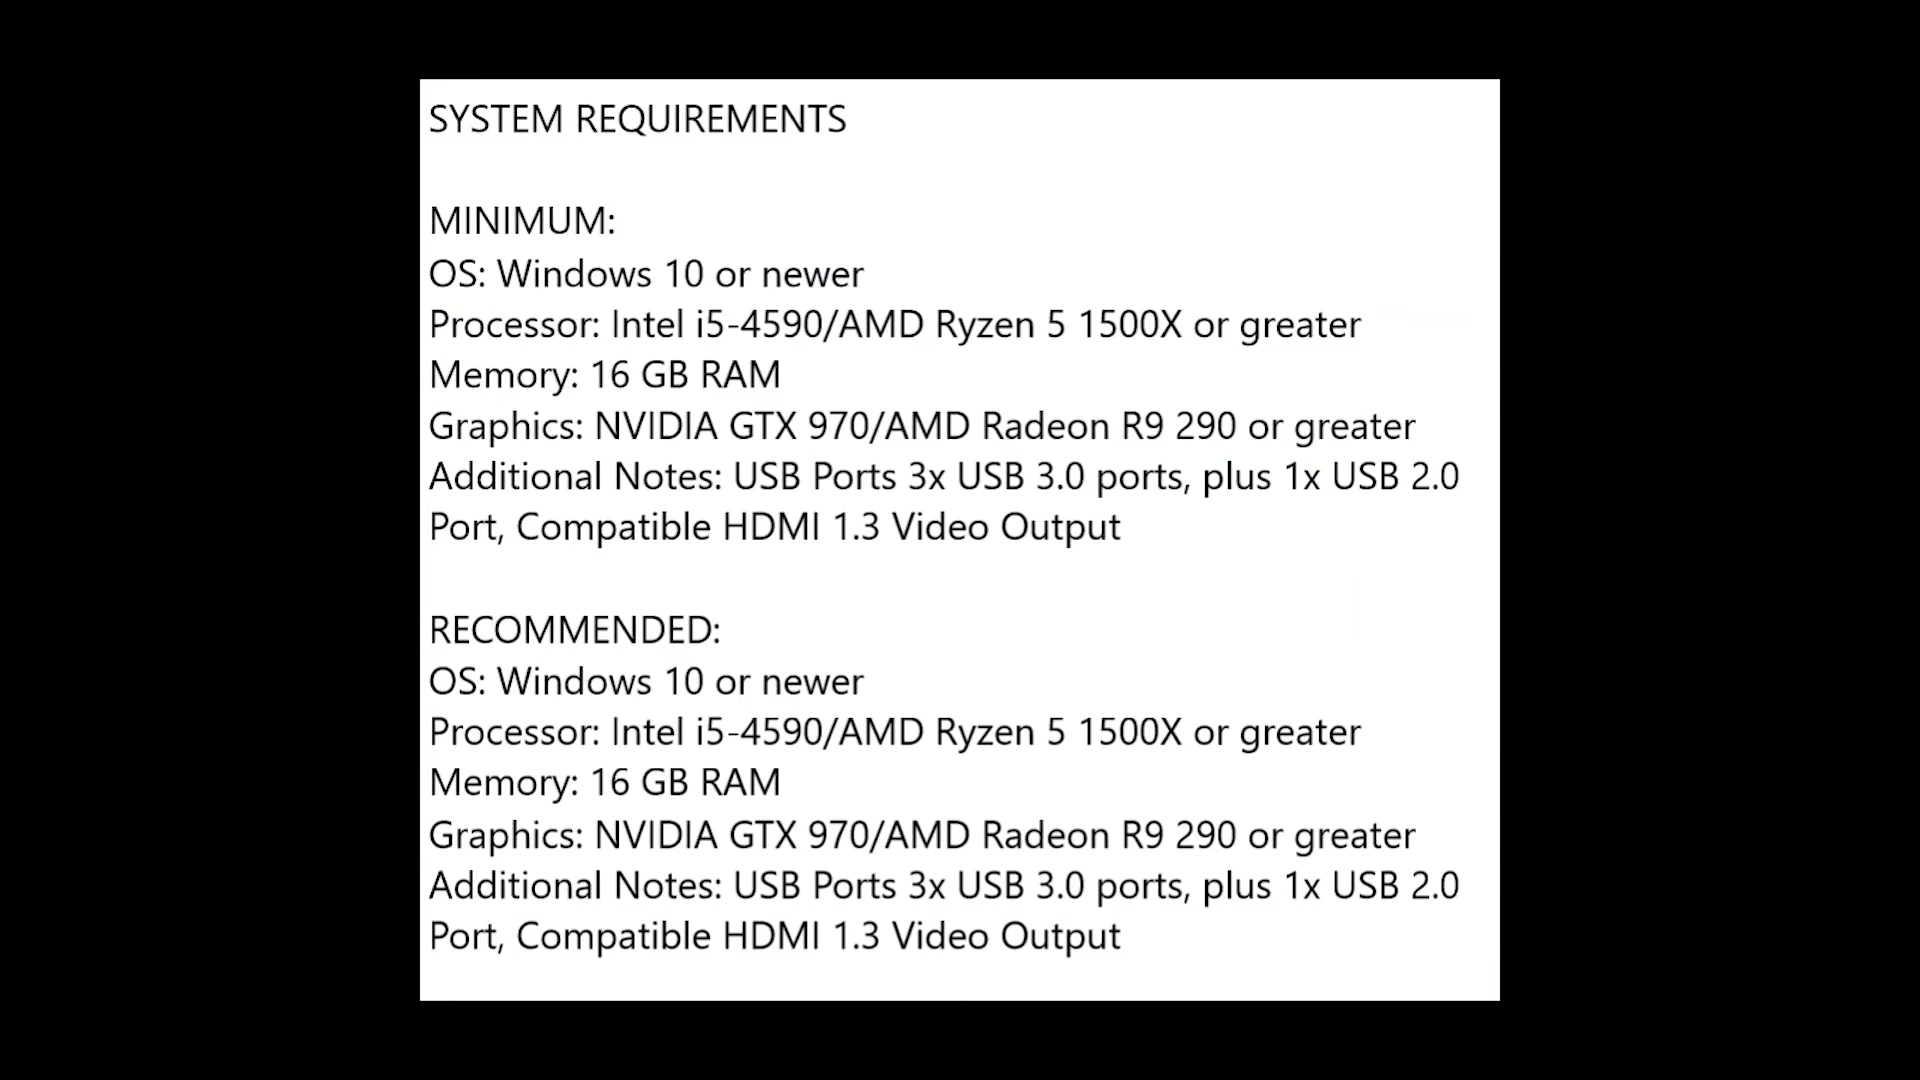 SYSTEM REQUIREMENTS
MINIMUM:
OS: Windows 10 or newer
Processor: Intel i5-4590/AMD Ryzen 5 1500X or greater
Memory: 16 GB RAM
Graphics: NVIDIA GTX 970/AMD Radeon R9 290 or greater
Additional Notes: USB Ports 3x USB 3.0 ports, plus 1x USB 2.0
Port, Compatible HDMI 1.3 Video Output
RECOMMENDED:
OS: Windows 10 or newer
Processor: Intel i5-4590/AMD Ryzen 5 1500X or greater
Memory: 16 GB RAM
Graphics: NVIDIA GTX 970/AMD Radeon R9 290 or greater
Additional Notes: USB Ports 3x USB 3.0 ports, plus 1x USB 2.0
Port, Compatible HDMI 1.3 Video Output